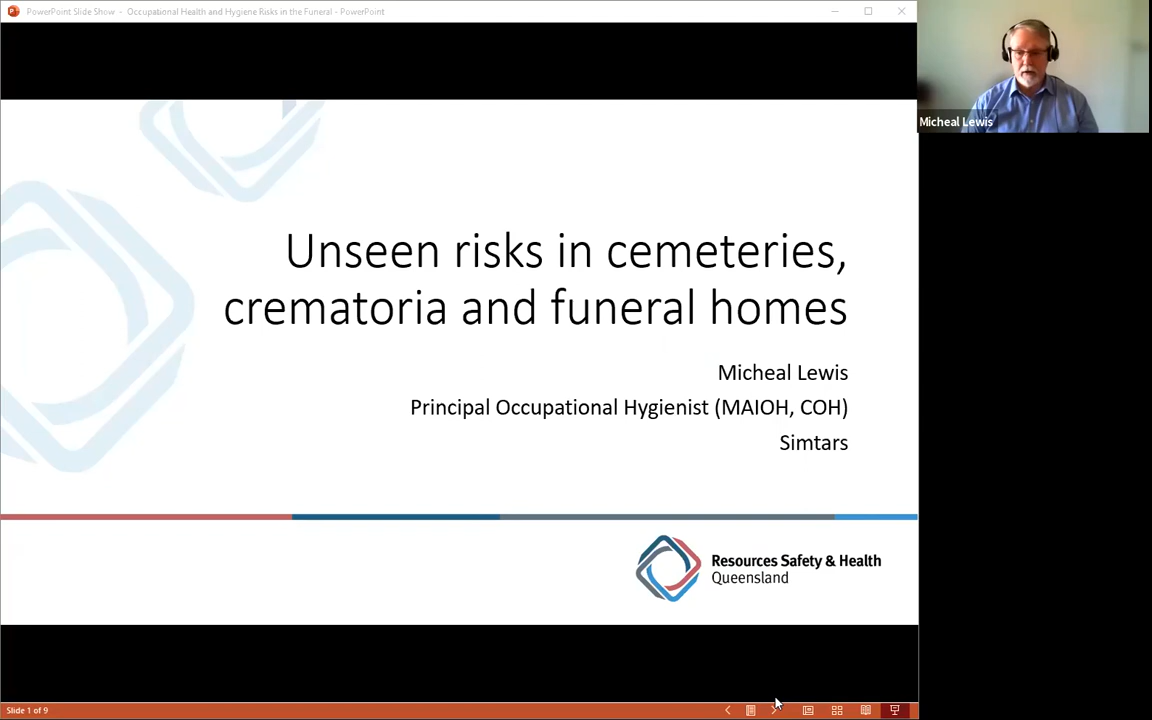 PowerPoint Slide Show - Occupational Health and Hygiene Risks in the Funeral - PowerPoint
Micheal Lewis
Unseen risks in cemeteries,
crematoria and funeral homes
Micheal Lewis
Principal Occupational Hygienist (MAIOH, COH)
Simtars
Resources Safety & Health
Queensland
Slide 1 of 9